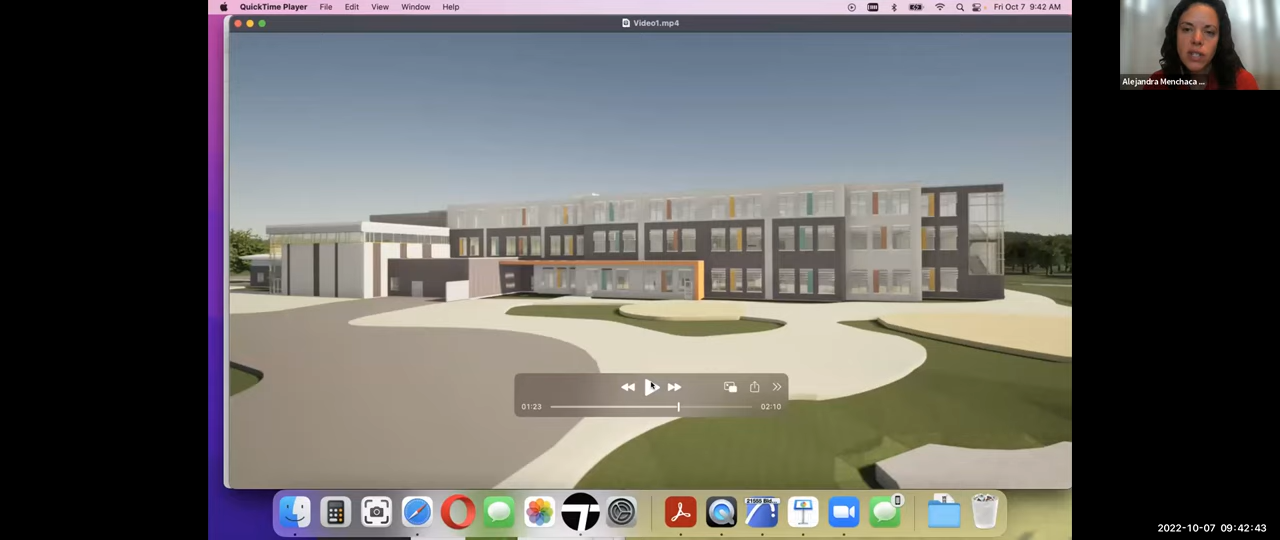 QuickTime Player File Edit View Window Help
Fri Oct 7 9:42 AM
Video1.mp4
Alejandra Menchaca ...
01:23
02:10
2022-10-07 09:42:43